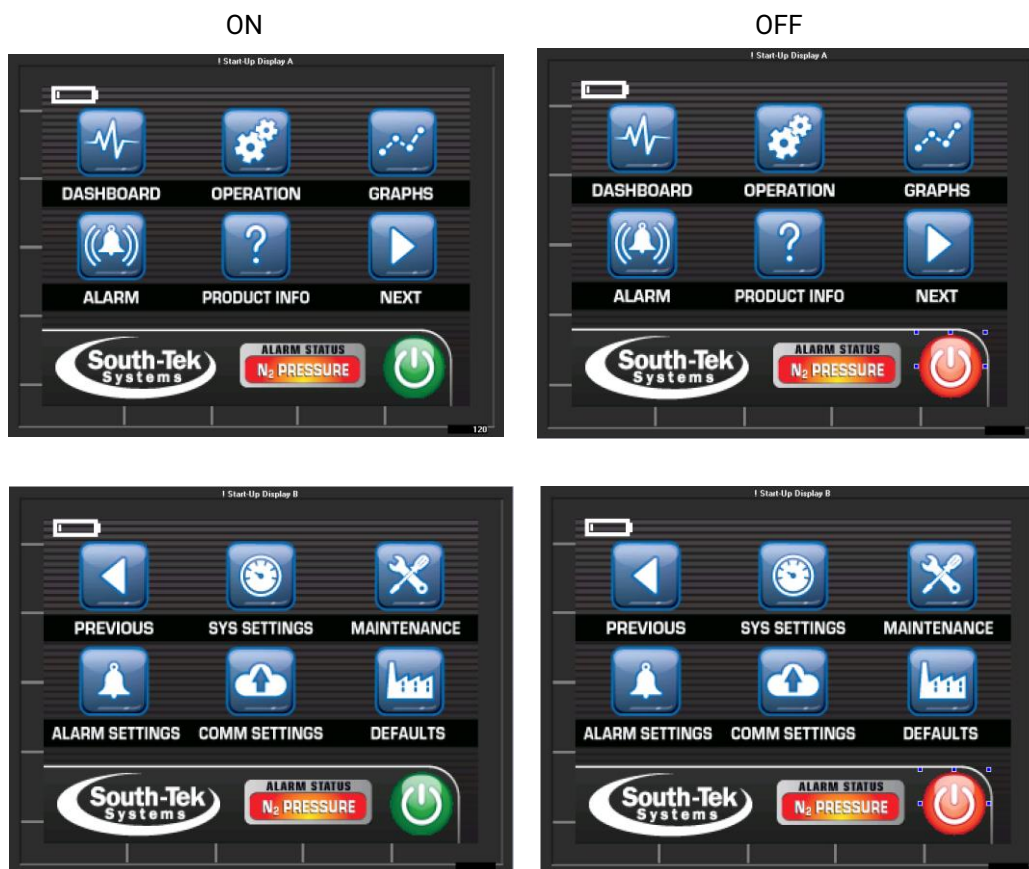 ON OFF
! Start-Up Display A ! Start-Up Display A
DASHBOARD OPERATION GRAPHS DASHBOARD OPERATION GRAPHS
ALARM PRODUCT INFO NEXT ALARM PRODUCT INFO NEXT
ALARM STATUS ALARM STATUS
South-Tek N₂ PRESSURE South-Tek N₂ PRESSURE
Systems Systems
120
! Start-Up Display B ! Start-Up Display B
PREVIOUS SYS SETTINGS MAINTENANCE PREVIOUS SYS SETTINGS MAINTENANCE
ALARM SETTINGS COMM SETTINGS DEFAULTS ALARM SETTINGS COMM SETTINGS DEFAULTS
ALARM STATUS ALARM STATUS
South-Tek N₂ PRESSURE South-Tek N₂ PRESSURE
Systems Systems